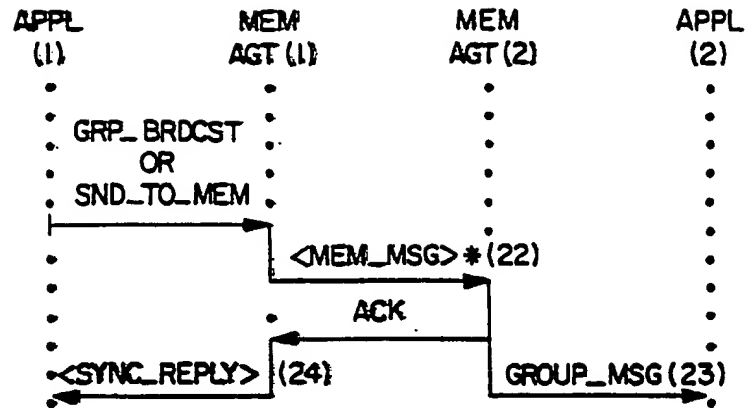 APPL MEM MEM APPL
(1) AGT (1) AGT (2) (2)
GRP_BRDCST
OR
SND_TO_MEM
<MEM_MSG> * (22)
ACK
<SYNC_REPLY> (24) GROUP_MSG (23)